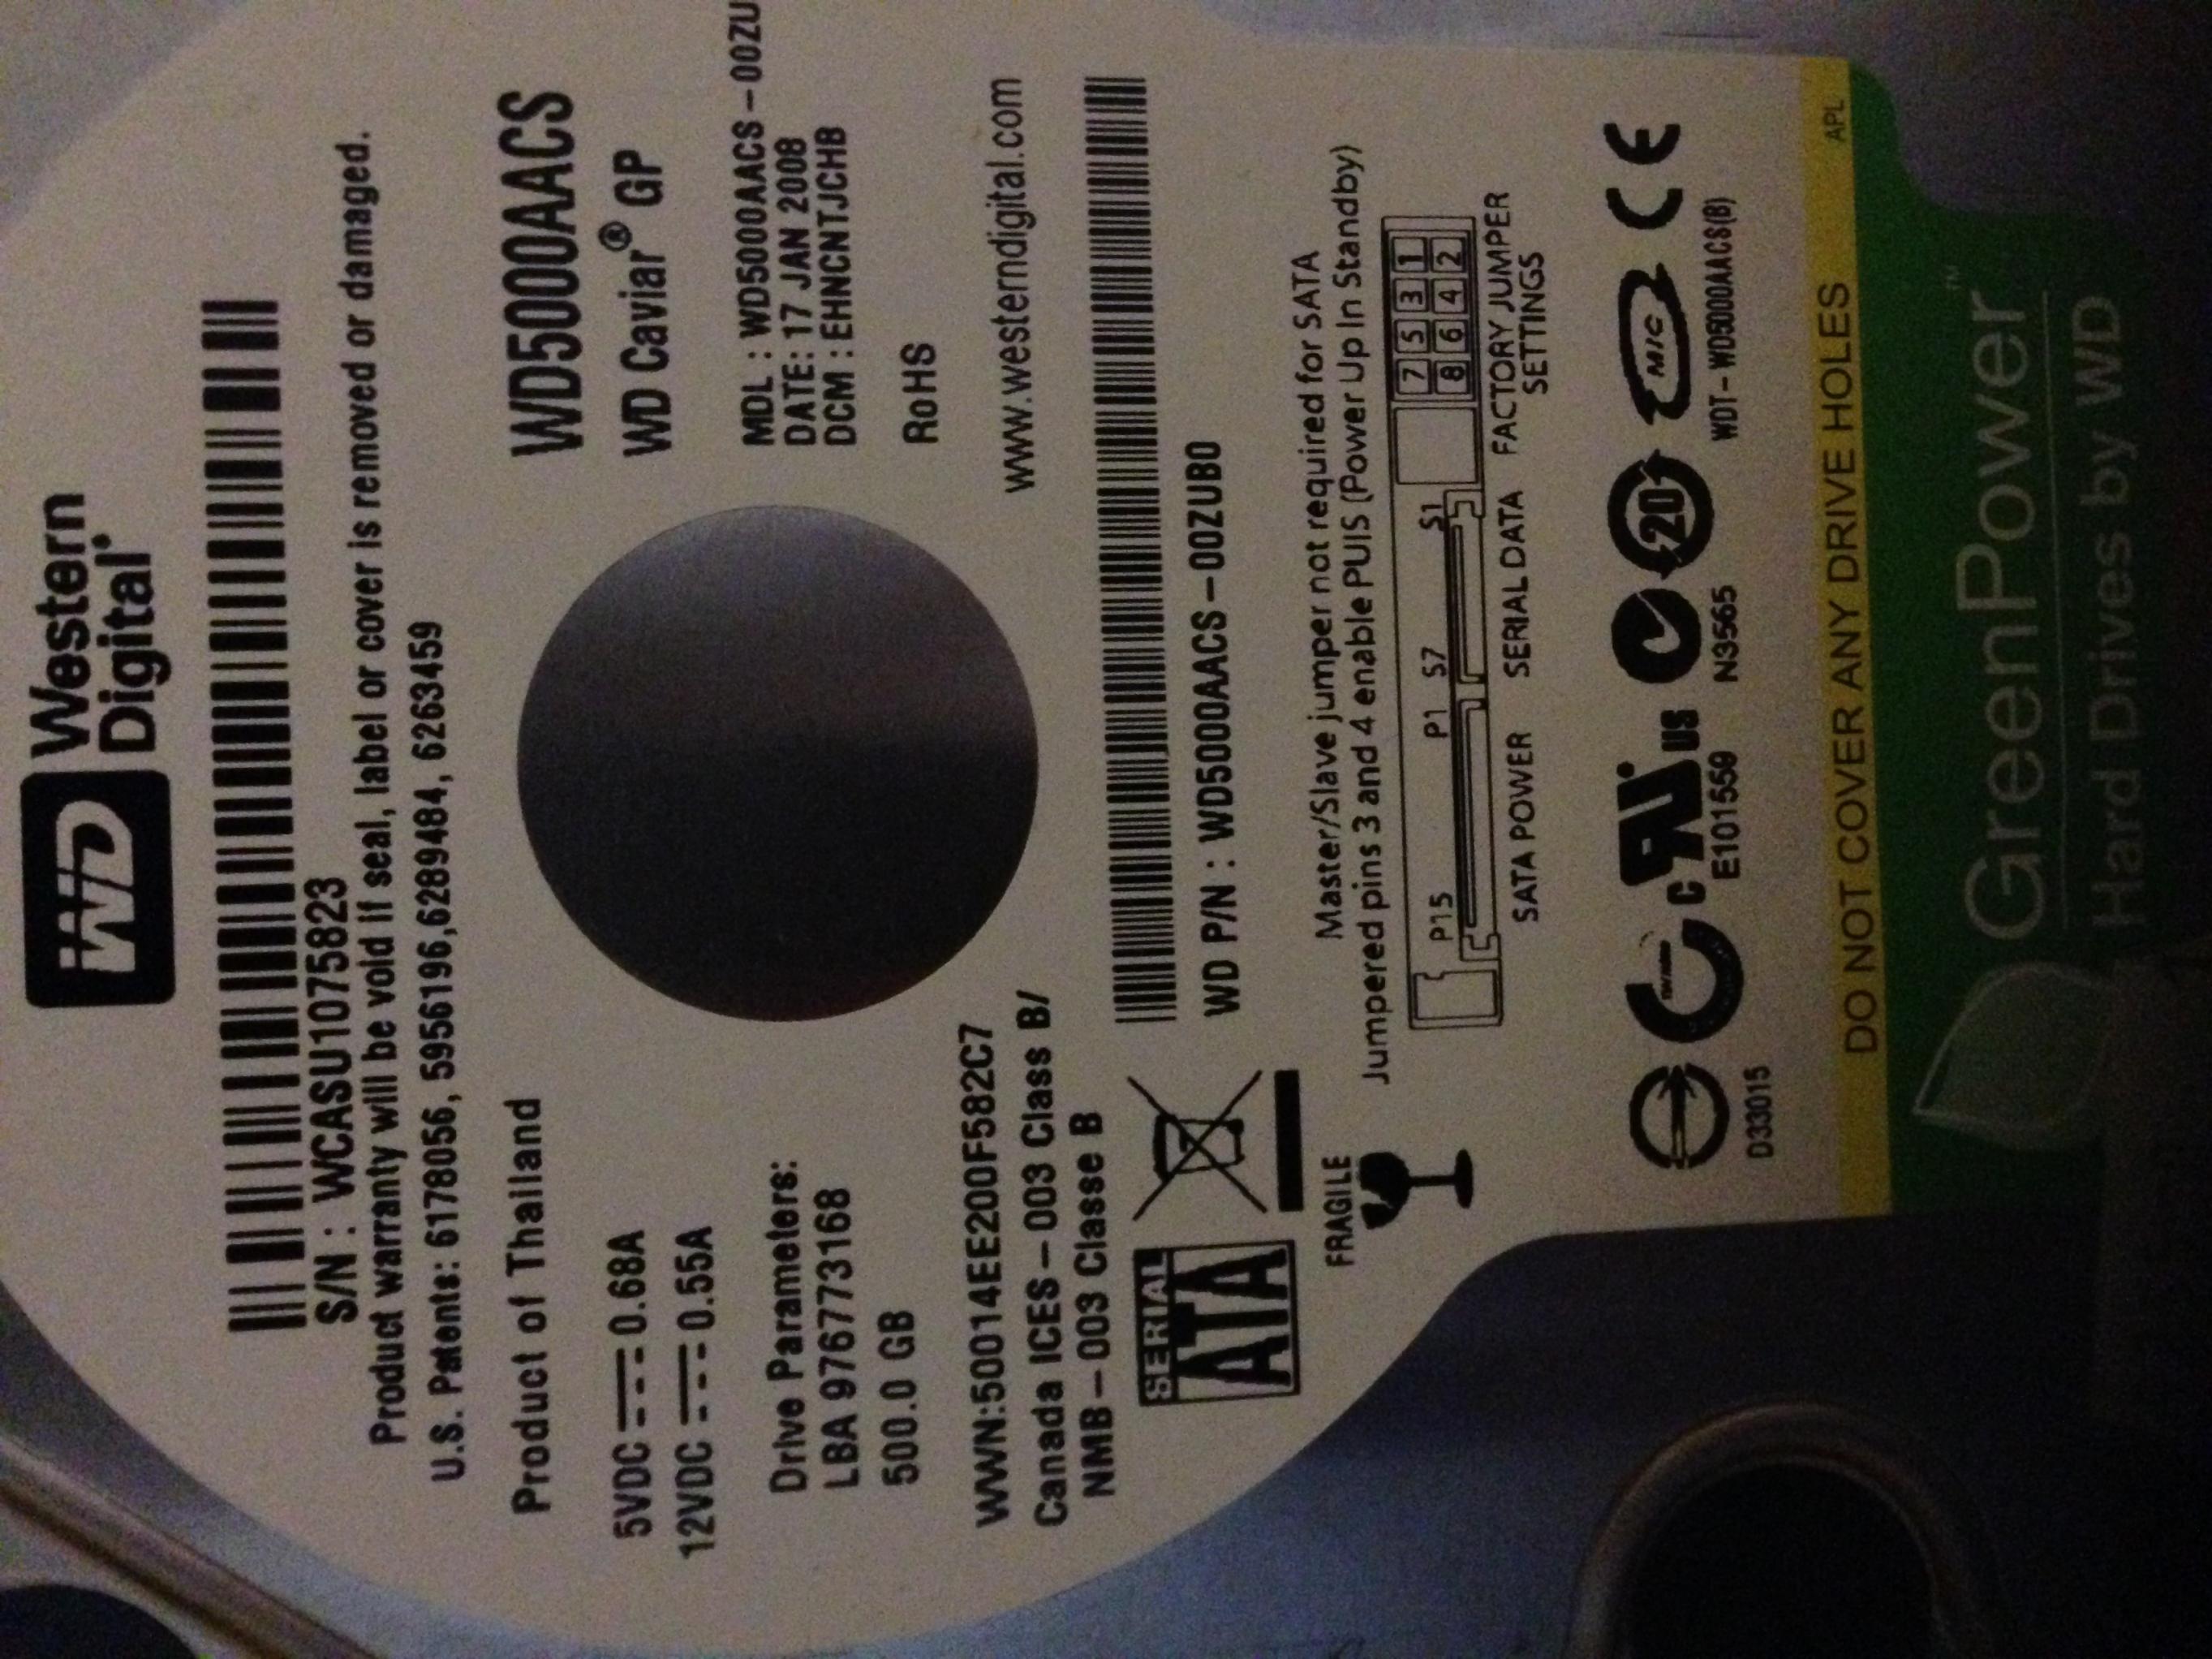 WD Western
Digital®
S/N : WCASU1075823
Product warranty will be void if seal, label or cover is removed or damaged.
U.S. Patents: 6178056, 5956196,6289484, 6263459
Product of Thailand
5VDC 0.68A
12VDC 0.55A
Drive Parameters:
LBA 976773168
500.0 GB
WD5000AACS
WD Caviar® GP
MDL : WD5000AACS-00ZU
DATE: 17 JAN 2008
DCM : EHNCNTJCHB
RoHS
www.westerndigital.com
WWN:50014EE200F582C7
Canada ICES-003 Class B/
NMB-003 Classe B
WD P/N : WD5000AACS-00ZUB0
SERIAL
ATA
FRAGILE
Master/Slave jumper not required for SATA
Jumpered pins 3 and 4 enable PUIS (Power Up In Standby)
P15 P1 S7 S1
7 5 3 1
8 6 4 2
SATA POWER SERIAL DATA FACTORY JUMPER
SETTINGS
c US 20 MIC CE
D33015 E101559 N3565 WDT-WD5000AACS(B)
DO NOT COVER ANY DRIVE HOLES APL
GreenPower™
Hard Drives by WD